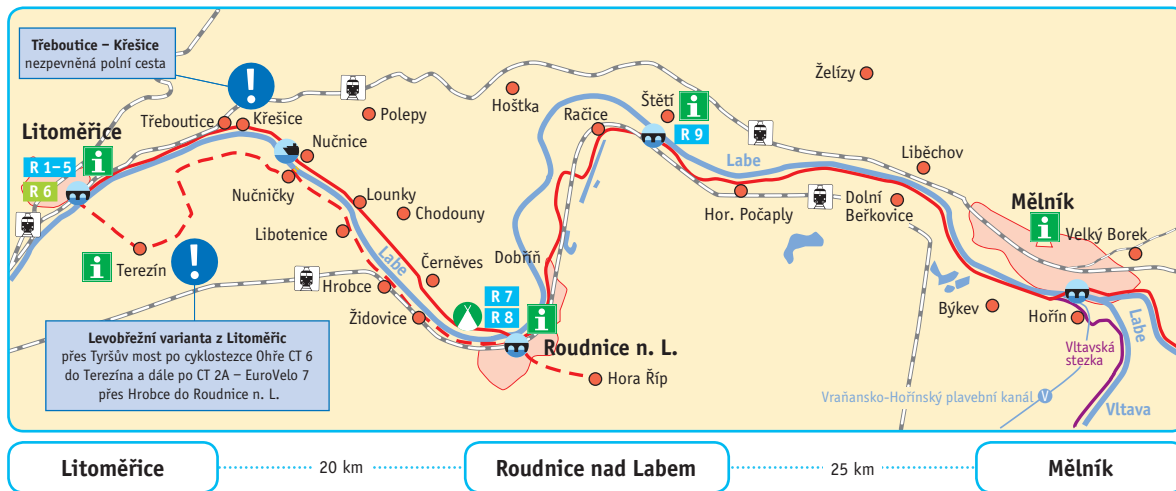 Třeboutice – Křešice
nezpevněná polní cesta
Želízy
Hoštka
Štětí
Polepy
Račice
Křešice
Třeboutice
Litoměřice
R 9
R 1–5
R 6
Nučnice
Labe
Liběchov
Nučničky
Lounky
Chodouny
Hor. Počaply
Dolní
Beřkovice
Mělník
Velký Borek
Libotenice
Labe
Terezín
Dobříň
Černěves
Hrobce
R 7
R 8
Židovice
Býkev
Hořín
Labe
Levobřežní varianta z Litoměřic
přes Tyršův most po cyklostezce Ohře CT 6
do Terezína a dále po CT 2A – EuroVelo 7
přes Hrobce do Roudnice n. L.
Roudnice n. L.
Hora Říp
Vltavská
stezka
Vraňansko-Hořínský plavební kanál
V
Vltava
Litoměřice
20 km
Roudnice nad Labem
25 km
Mělník